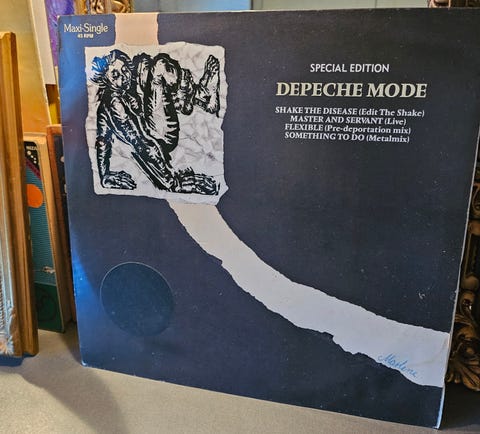 Maxi-Single
45 RPM
SPECIAL EDITION
DEPECHE MODE
SHAKE THE DISEASE (Edit The Shake)
MASTER AND SERVANT (Live)
FLEXIBLE (Pre-deportation mix)
SOMETHING TO DO (Metalmix)
Marlene